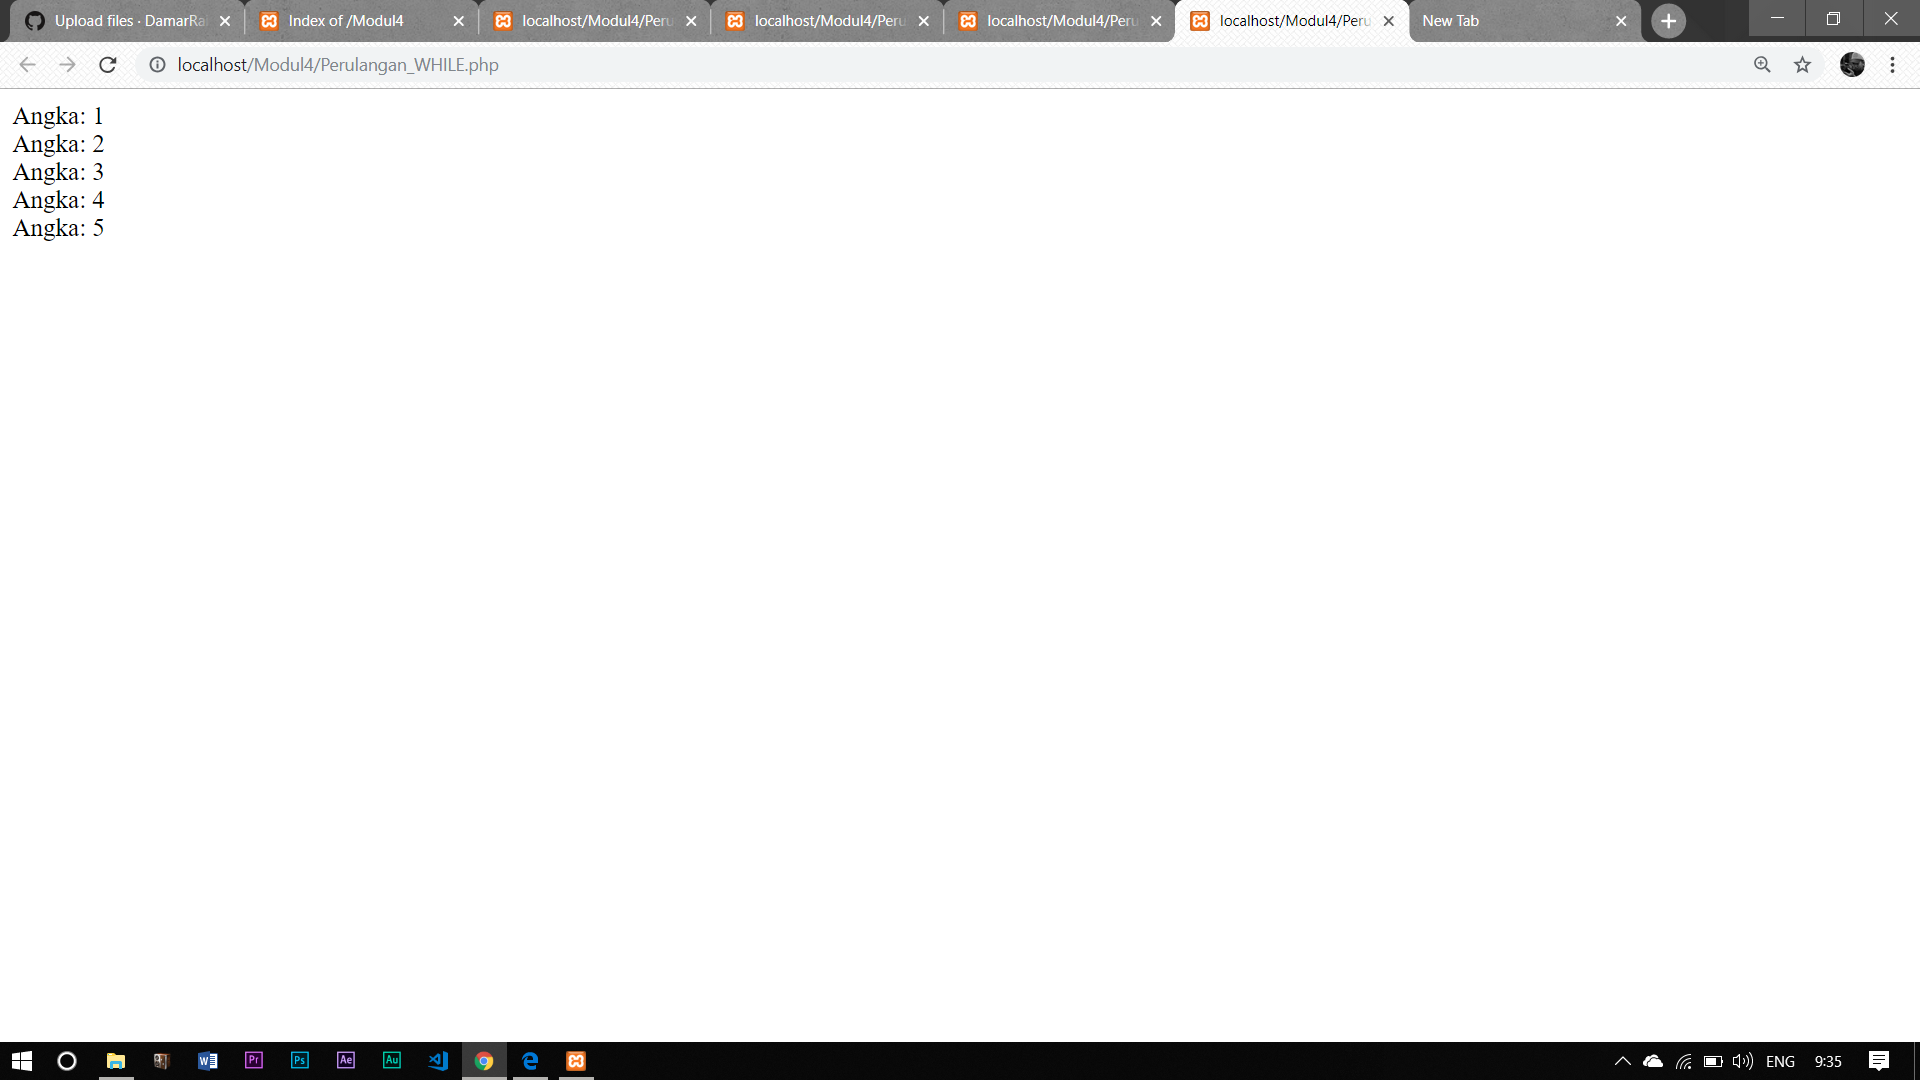 Upload files · DamarRa
Index of /Modul4
localhost/Modul4/Peru
localhost/Modul4/Peru
localhost/Modul4/Peru
localhost/Modul4/Peru
New Tab
localhost/Modul4/Perulangan_WHILE.php
Angka: 1
Angka: 2
Angka: 3
Angka: 4
Angka: 5
W
Pr
Ps
Ae
Au
ENG
9:35